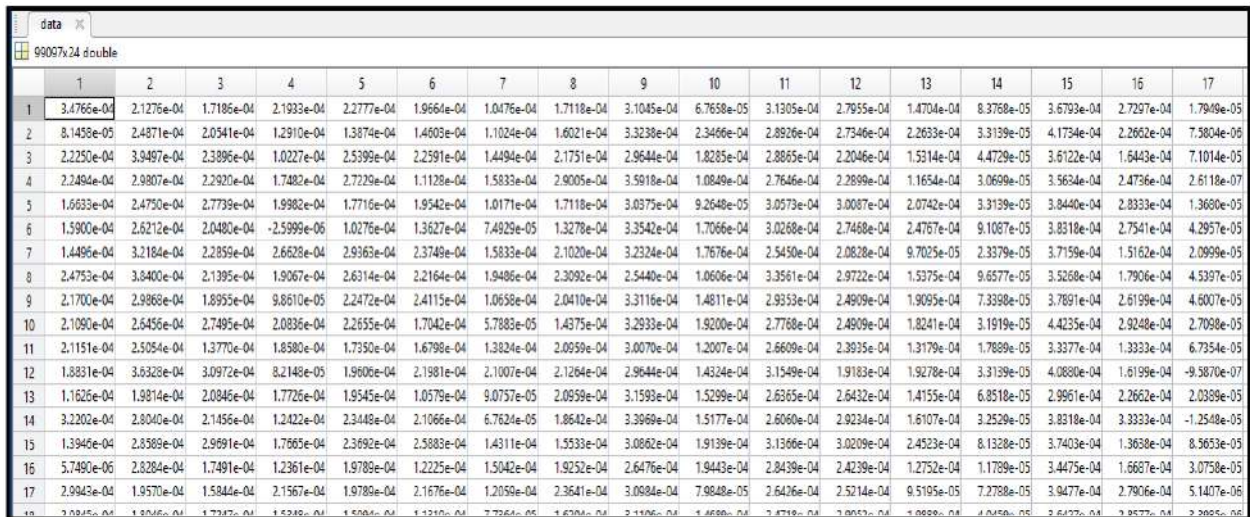 data ×
99097x24 double
1 2 3 4 5 6 7 8 9 10 11 12 13 14 15 16 17
1 3.4766e-04 2.1276e-04 1.7186e-04 2.1933e-04 2.2777e-04 1.9664e-04 1.0476e-04 1.7118e-04 3.1045e-04 6.7658e-05 3.1305e-04 2.7955e-04 1.4704e-04 8.3768e-05 3.6793e-04 2.7297e-04 1.7949e-05
2 8.1458e-05 2.4871e-04 2.0541e-04 1.2910e-04 1.3874e-04 1.4603e-04 1.1024e-04 1.6021e-04 3.3238e-04 2.3466e-04 2.8926e-04 2.7346e-04 2.2633e-04 3.3139e-05 4.1734e-04 2.2662e-04 7.5804e-06
3 2.2250e-04 3.9497e-04 2.3896e-04 1.0227e-04 2.5399e-04 2.2591e-04 1.4494e-04 2.1751e-04 2.9644e-04 1.8285e-04 2.8865e-04 2.2046e-04 1.5314e-04 4.4729e-05 3.6122e-04 1.6443e-04 7.1014e-05
4 2.2494e-04 2.9807e-04 2.2920e-04 1.7482e-04 2.7229e-04 1.1128e-04 1.5833e-04 2.9005e-04 3.5918e-04 1.0849e-04 2.7646e-04 2.2899e-04 1.1654e-04 3.0699e-05 3.5634e-04 2.4736e-04 2.6118e-07
5 1.6633e-04 2.4750e-04 2.7739e-04 1.9982e-04 1.7716e-04 1.9542e-04 1.0171e-04 1.7118e-04 3.0375e-04 9.2648e-05 3.0573e-04 3.0087e-04 2.0742e-04 3.3139e-05 3.8440e-04 2.8333e-04 1.3680e-05
6 1.5900e-04 2.6212e-04 2.0480e-04 -2.5999e-06 1.0276e-04 1.3627e-04 7.4929e-05 1.3278e-04 3.3542e-04 1.7066e-04 3.0268e-04 2.7468e-04 2.4767e-04 9.1087e-05 3.8318e-04 2.7541e-04 4.2957e-05
7 1.4496e-04 3.2184e-04 2.2859e-04 2.6628e-04 2.9363e-04 2.3749e-04 1.5833e-04 2.1020e-04 3.2324e-04 1.7676e-04 2.5450e-04 2.0828e-04 9.7025e-05 2.3379e-05 3.7159e-04 1.5162e-04 2.0999e-05
8 2.4753e-04 3.8400e-04 2.1395e-04 1.9067e-04 2.6314e-04 2.2164e-04 1.9486e-04 2.3092e-04 2.5440e-04 1.0606e-04 3.3561e-04 2.9722e-04 1.5375e-04 9.6577e-05 3.5268e-04 1.7906e-04 4.5397e-05
9 2.1700e-04 2.9868e-04 1.8955e-04 9.8610e-05 2.2472e-04 2.4115e-04 1.0658e-04 2.0410e-04 3.3116e-04 1.4811e-04 2.9353e-04 2.4909e-04 1.9095e-04 7.3398e-05 3.7891e-04 2.6199e-04 4.6007e-05
10 2.1090e-04 2.6456e-04 2.7495e-04 2.0836e-04 2.2655e-04 1.7042e-04 5.7883e-05 1.4375e-04 3.2933e-04 1.9200e-04 2.7768e-04 2.4909e-04 1.8241e-04 3.1919e-05 4.4235e-04 2.9248e-04 2.7098e-05
11 2.1151e-04 2.5054e-04 1.3770e-04 1.8580e-04 1.7350e-04 1.6798e-04 1.3824e-04 2.0959e-04 3.0070e-04 1.2007e-04 2.6609e-04 2.3935e-04 1.3179e-04 1.7889e-05 3.3377e-04 1.3333e-04 6.7354e-05
12 1.8831e-04 3.6328e-04 3.0972e-04 8.2148e-05 1.9606e-04 2.1981e-04 2.1007e-04 2.1264e-04 2.9644e-04 1.4324e-04 3.1549e-04 1.9183e-04 1.9278e-04 3.3139e-05 4.0880e-04 1.6199e-04 -9.5870e-07
13 1.1626e-04 1.9814e-04 2.0846e-04 1.7726e-04 1.9545e-04 1.0579e-04 9.0757e-05 2.0959e-04 3.1593e-04 1.5299e-04 2.6365e-04 2.6432e-04 1.4155e-04 6.8518e-05 2.9961e-04 2.2662e-04 2.0389e-05
14 3.2202e-04 2.8040e-04 2.1456e-04 1.2422e-04 2.3448e-04 2.1066e-04 6.7624e-05 1.8642e-04 3.3969e-04 1.5177e-04 2.6060e-04 2.9234e-04 1.6107e-04 3.2529e-05 3.8318e-04 3.3333e-04 -1.2548e-05
15 1.3946e-04 2.8589e-04 2.9691e-04 1.7665e-04 2.3692e-04 2.5883e-04 1.4311e-04 1.5533e-04 3.0862e-04 1.9139e-04 3.1366e-04 3.0209e-04 2.4523e-04 8.1328e-05 3.7403e-04 1.3638e-04 8.5653e-05
16 5.7490e-06 2.8284e-04 1.7491e-04 1.2361e-04 1.9789e-04 1.2225e-04 1.5042e-04 1.9252e-04 2.6476e-04 1.9443e-04 2.8439e-04 2.4239e-04 1.2752e-04 1.1789e-05 3.4475e-04 1.6687e-04 3.0758e-05
17 2.9943e-04 1.9570e-04 1.5844e-04 2.1567e-04 1.9789e-04 2.1676e-04 1.2059e-04 2.3641e-04 3.0984e-04 7.9848e-05 2.6426e-04 2.5214e-04 9.5195e-05 7.2788e-05 3.9477e-04 2.7906e-04 5.1407e-06